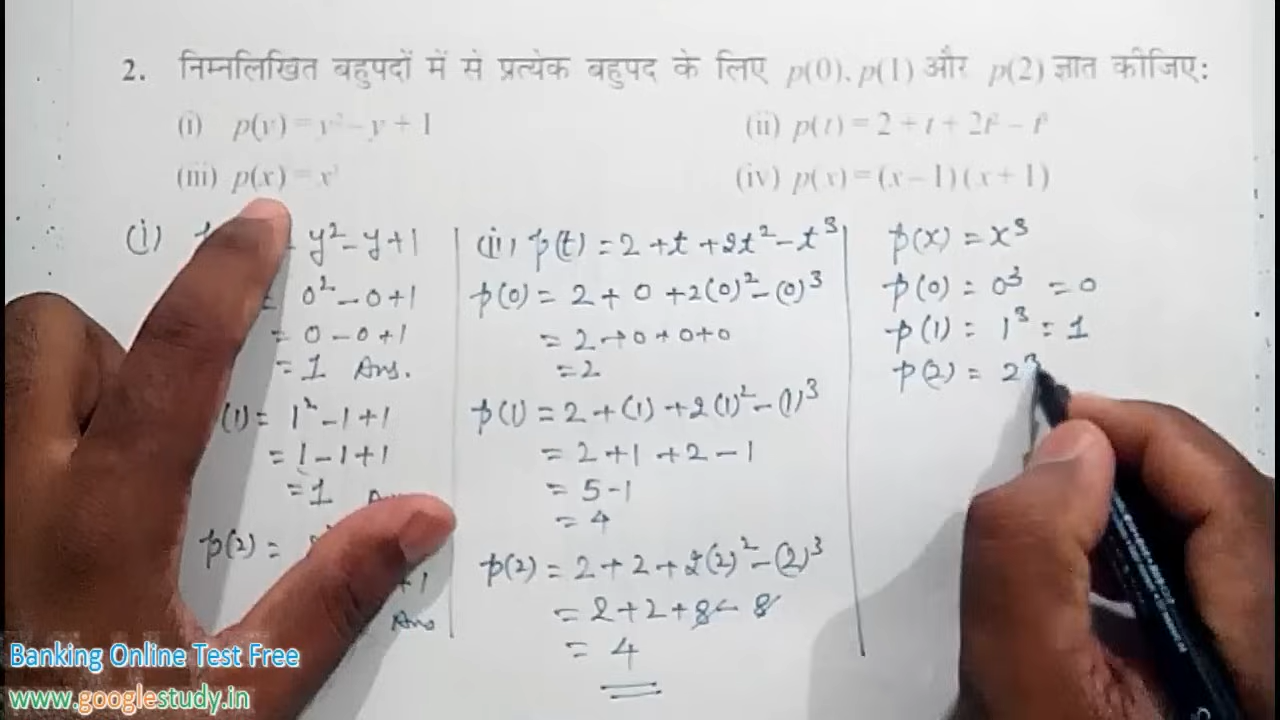 2. निम्नलिखित बहुपदों में से प्रत्येक बहुपद के लिए p(0), p(1) और p(2) ज्ञात कीजिए:
(i) p(y) = y² – y + 1
(ii) p(t) = 2 + t + 2t² – t³
(iii) p(x) = x³
(iv) p(x) = (x – 1) (x + 1)
(i) = y² - y + 1
= 0² - 0 + 1
= 0 - 0 + 1
= 1 Ans.
(1) = 1² - 1 + 1
= 1 - 1 + 1
= 1
p(2) =
+ 1
Ans
(ii) p(t) = 2 + t + 2t² - t³
p(0) = 2 + 0 + 2(0)² - (0)³
= 2 + 0 + 0 + 0
= 2
p(1) = 2 + (1) + 2(1)² - (1)³
= 2 + 1 + 2 - 1
= 5 - 1
= 4
p(2) = 2 + 2 + 2(2)² - (2)³
= 2 + 2 + 8 - 8
= 4
p(x) = x³
p(0) = 0³ = 0
p(1) = 1³ = 1
p(2) = 2³
Banking Online Test Free
www.googlestudy.in